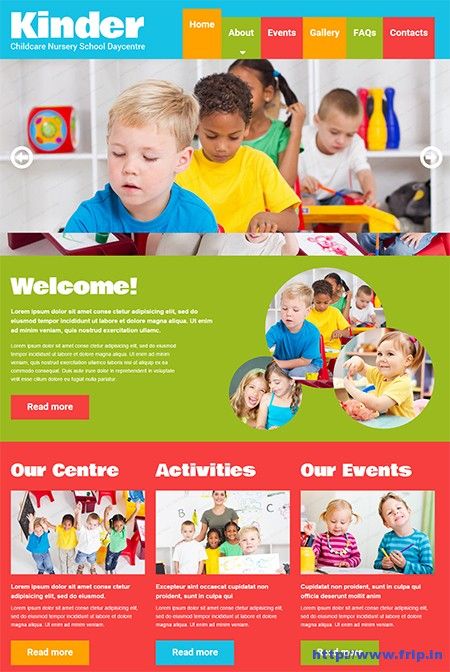 Kinder
Childcare Nursery School Daycentre
Home
About
Events
Gallery
FAQs
Contacts
Welcome!
Lorem ipsum dolor sit amet, consectetur adipisicing elit, sed do
eiusmod tempor incididunt ut labore et dolore magna aliqua. Ut enim
ad minim veniam, quis nostrud exercitation ullamc.
Lorem ipsum dolor sit amet, consectetur adipisicing elit, sed do eiusmod
tempor incididunt ut labore et dolore magna aliqua. Ut enim ad minim
veniam, quis nostrud exercitation ullamco laboris nisi ut aliquip ex ea
commodo consequat. Duis aute irure dolor in reprehenderit in voluptate
velit esse cillum dolore eu fugiat nulla pariatur.
Read more
Our Centre
Activities
Our Events
Lorem ipsum dolor sit amet, conse
ctetur adipisicing elit, sed do
eiusmod.
Lorem ipsum dolor sit amet, consectetur
adipisicing elit, sed do eiusmod tempor
incididunt ut labore et dolore
magna aliqua. Ut enim ad minim veniam.
Read more
Excepteur sint occaecat cupidatat non
proident, sunt in culpa qui
Lorem ipsum dolor sit amet, consectetur
adipisicing elit, sed do eiusmod tempor
incididunt ut labore et dolore
magna aliqua. Ut enim ad minim veniam.
Read more
Cupidatat non proident, sunt in culpa qui
officia deserunt mollit anim
Lorem ipsum dolor sit amet, consectetur
adipisicing elit, sed do eiusmod tempor
incididunt ut labore et dolore
magna aliqua. Ut enim ad minim veniam.
Read more
http://www.frip.in